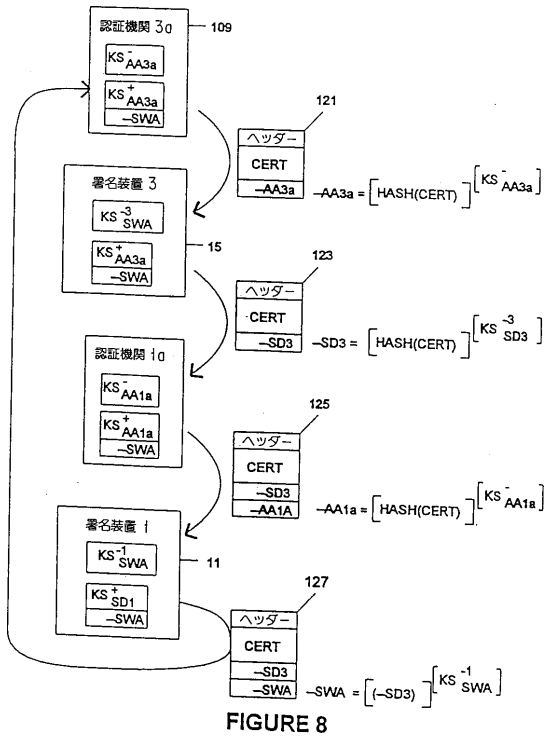 認証機関 3a
109
KS⁻AA3a
KS⁺AA3a
–SWA
121
ヘッダー
CERT
–AA3a
–AA3a = [HASH(CERT)] [KS⁻AA3a]
署名装置 3
KS⁻³SWA
KS⁺AA3a
–SWA
15
123
ヘッダー
CERT
–SD3
–SD3 = [HASH(CERT)] [KS⁻³SD3]
認証機関 1a
KS⁻AA1a
KS⁺AA1a
–SWA
125
ヘッダー
CERT
–SD3
–AA1A
–AA1a = [HASH(CERT)] [KS⁻AA1a]
署名装置 1
KS⁻¹SWA
KS⁺SD1
–SWA
11
127
ヘッダー
CERT
–SD3
–SWA
–SWA = [(–SD3)] [KS⁻¹SWA]
FIGURE 8